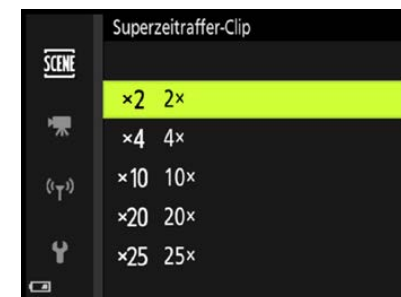 Superzeitraffer-Clip
SCENE
×2 2×
×4 4×
×10 10×
×20 20×
×25 25×